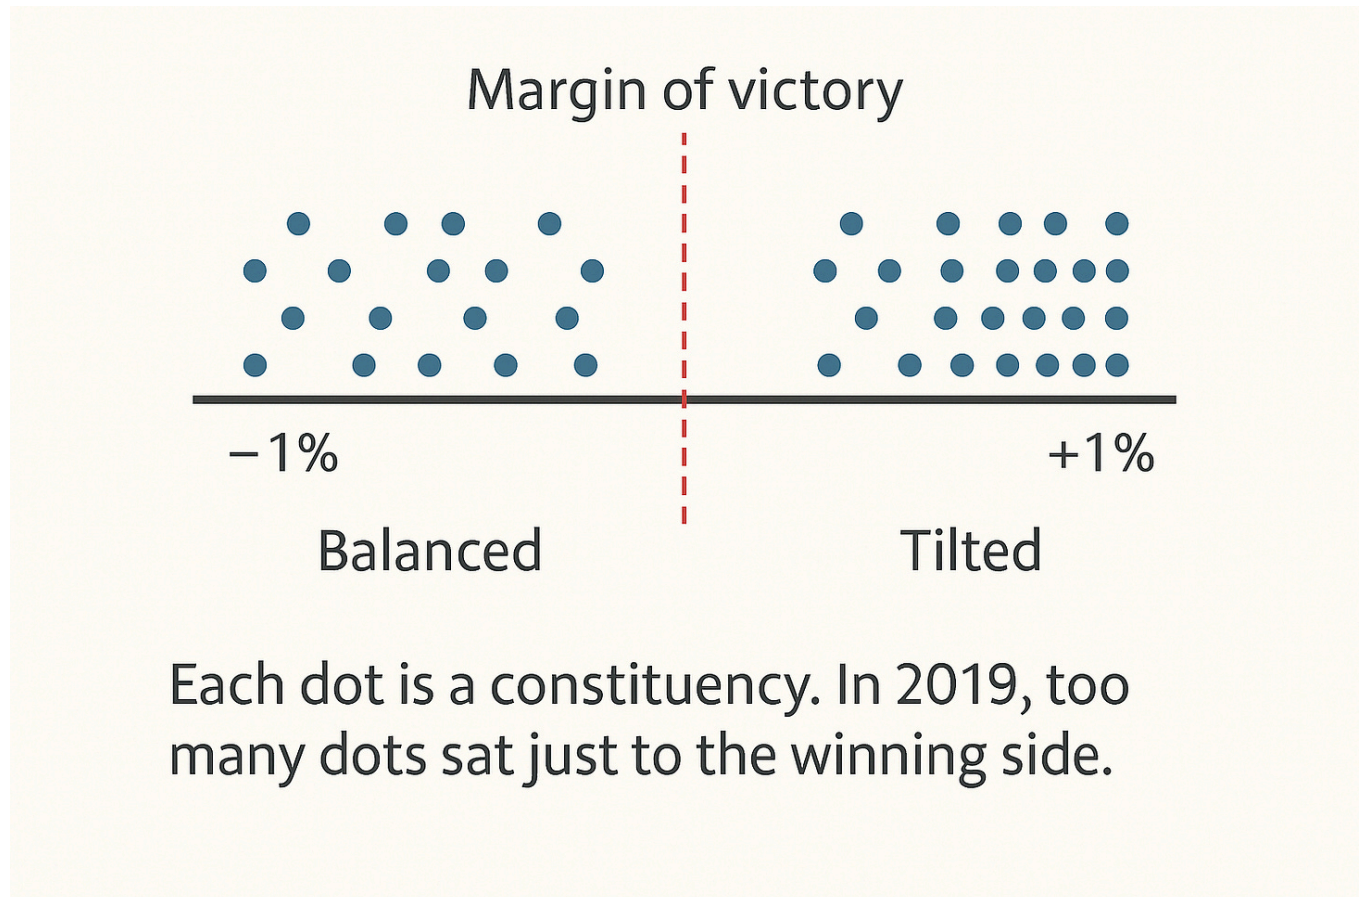 Margin of victory
−1%
+1%
Balanced
Tilted
Each dot is a constituency. In 2019, too
many dots sat just to the winning side.